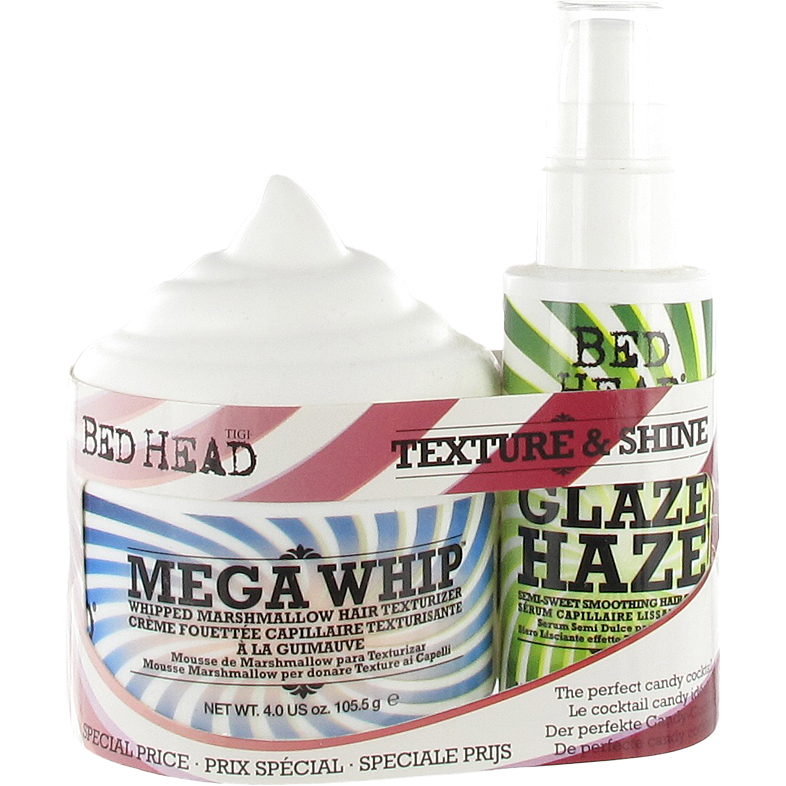 BED
HEAD
BED HEAD
TIGI
TEXTURE & SHINE
MEGA WHIP™
WHIPPED MARSHMALLOW HAIR TEXTURIZER
CRÈME FOUETTÉE CAPILLAIRE TEXTURISANTE
À LA GUIMAUVE
Mousse de Marshmallow para Texturizar
Mousse Marshmallow per donare Texture ai Capelli
NET WT. 4.0 US oz. 105.5 g ℮
GLAZE
HAZE
SEMI-SWEET SMOOTHING HAIR
SÉRUM CAPILLAIRE
Serum Semi Dulce
Siero Lisciante effetto
The perfect candy
Le cocktail candy
Der perfekte
De perfecte candy
SPECIAL PRICE · PRIX SPÉCIAL · SPECIALE PRIJS